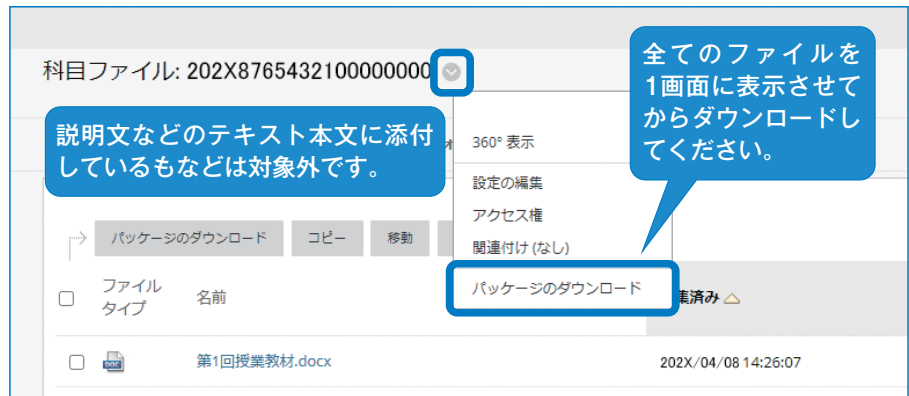 科目ファイル: 202X8765432100000000
全てのファイルを
1画面に表示させて
からダウンロードし
てください。
説明文などのテキスト本文に添付
しているもなどは対象外です。
360° 表示
設定の編集
アクセス権
関連付け (なし)
パッケージのダウンロード
パッケージのダウンロード コピー 移動
ファイル
タイプ
名前
集済み
DOC
第1回授業教材.docx
202X/04/08 14:26:07